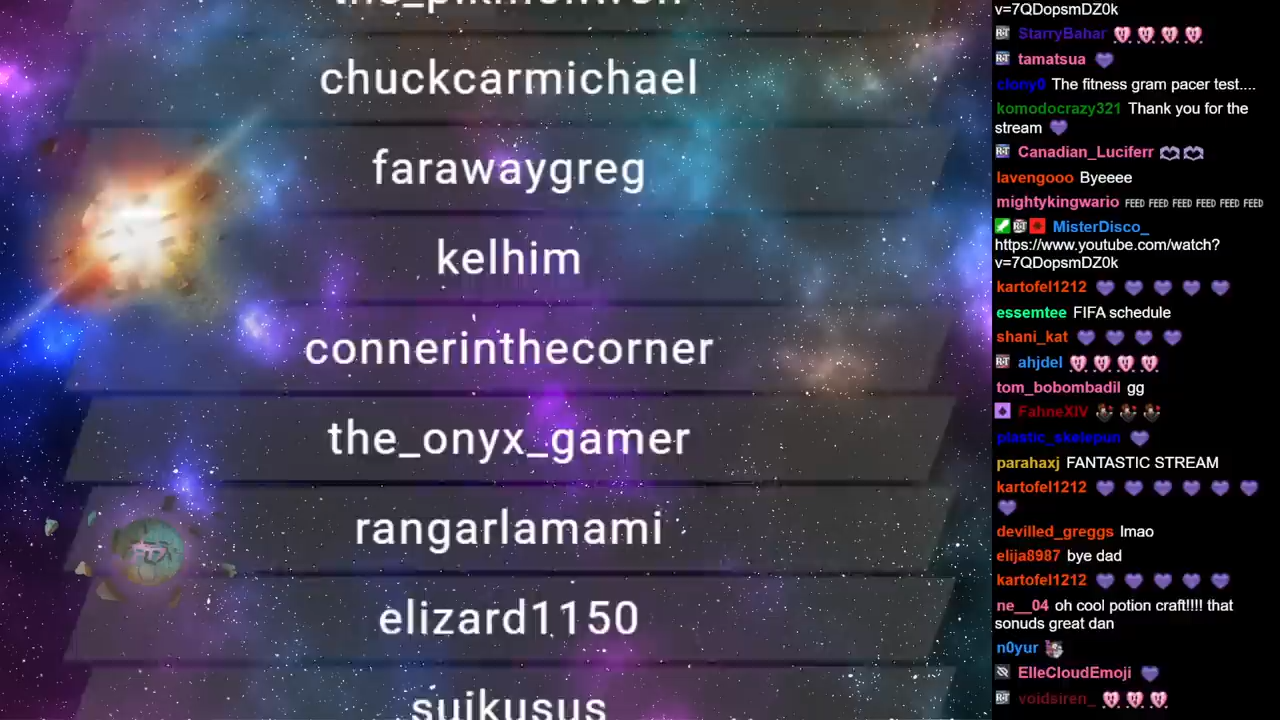 chuckcarmichael
farawaygreg
kelhim
connerinthecorner
the_onyx_gamer
rangarlamami
elizard1150
suikusus
v=7QDopsmDZ0k
StarryBahar
tamatsua
clony0 The fitness gram pacer test....
komodocrazy321 Thank you for the
stream
Canadian_Luciferr
lavengooo Byeeee
mightykingwario FEED FEED FEED FEED FEED FEED
MisterDisco_
https://www.youtube.com/watch?
v=7QDopsmDZ0k
kartofel1212
essemtee FIFA schedule
shani_kat
ahjdel
tom_bobombadil gg
FahneXIV
plastic_skelepun
parahaxj FANTASTIC STREAM
kartofel1212
devilled_greggs lmao
elija8987 bye dad
kartofel1212
ne__04 oh cool potion craft!!!! that
sonuds great dan
n0yur
ElleCloudEmoji
voidsiren_